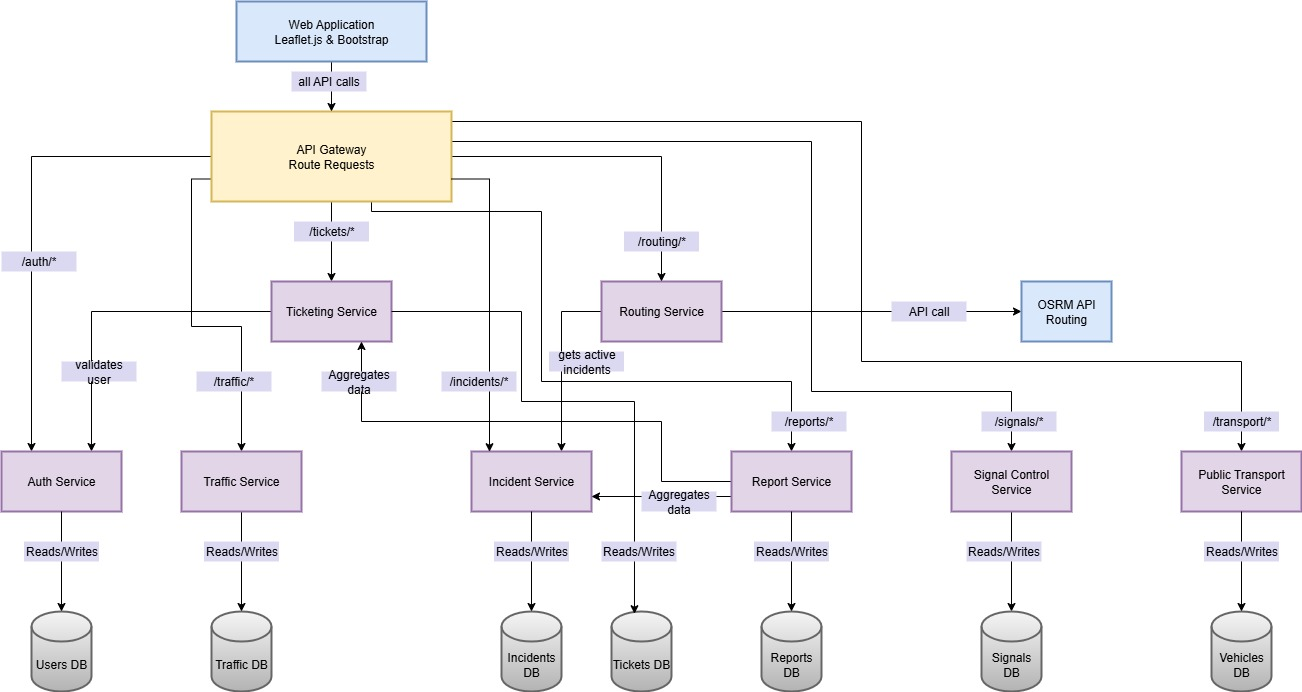 Web Application
Leaflet.js & Bootstrap
all API calls
API Gateway
Route Requests
/tickets/*
/routing/*
/auth/*
Ticketing Service
Routing Service
API call
OSRM API
Routing
validates
user
/traffic/*
Aggregates
data
/incidents/*
gets active
incidents
/reports/*
/signals/*
/transport/*
Auth Service
Traffic Service
Incident Service
Aggregates
data
Report Service
Signal Control
Service
Public Transport
Service
Reads/Writes
Reads/Writes
Reads/Writes
Reads/Writes
Reads/Writes
Reads/Writes
Reads/Writes
Users DB
Traffic DB
Incidents
DB
Tickets DB
Reports
DB
Signals
DB
Vehicles
DB